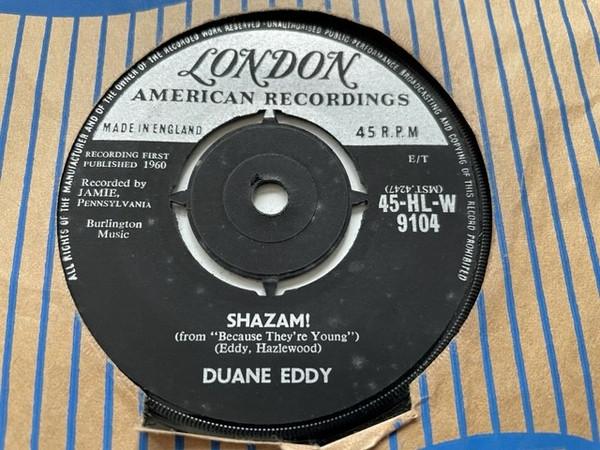 ALL RIGHTS OF THE MANUFACTURER AND OF THE OWNER OF THE RECORDED WORK RESERVED · UNAUTHORISED PUBLIC PERFORMANCE BROADCASTING AND COPYING OF THIS RECORD PROHIBITED
LONDON
AMERICAN RECORDINGS
MADE IN ENGLAND
45 R.P.M
RECORDING FIRST
PUBLISHED 1960
E/T
Recorded by
JAMIE,
PENNSYLVANIA
(MST.4247)
45-HL-W
9104
Burlington
Music
SHAZAM!
(from "Because They're Young")
(Eddy, Hazlewood)
DUANE EDDY